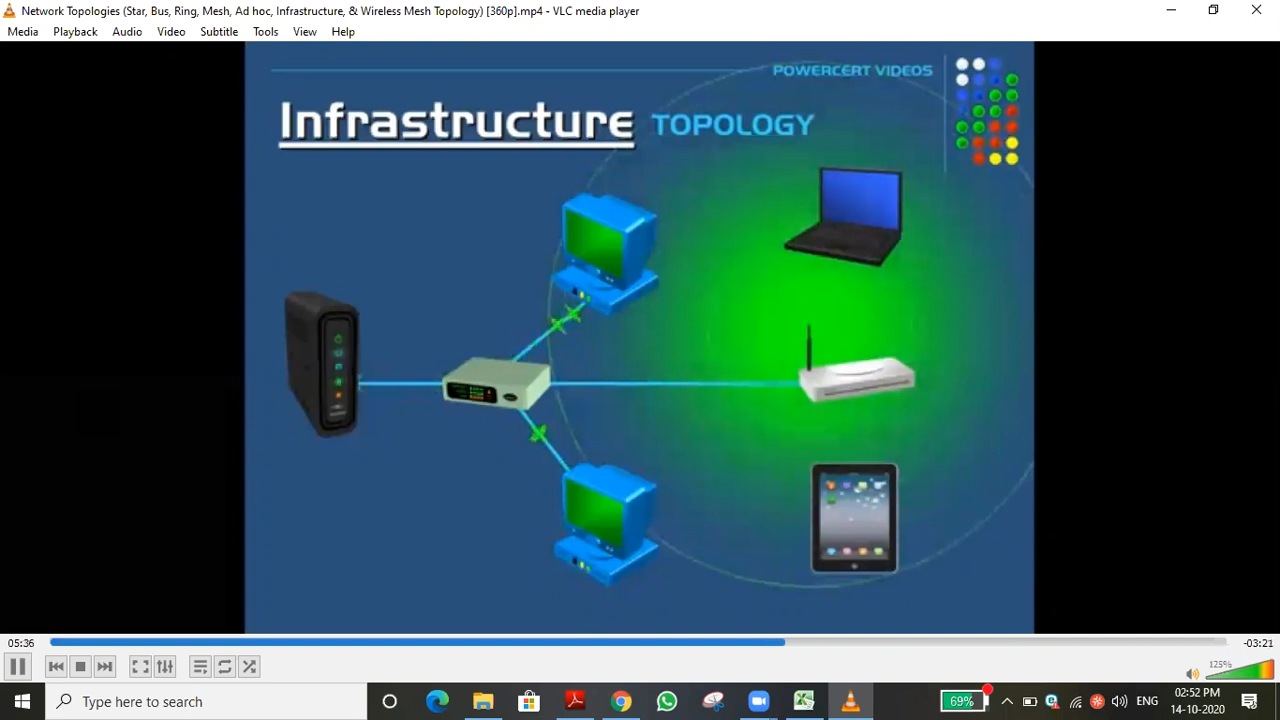 Network Topologies (Star, Bus, Ring, Mesh, Ad hoc, Infrastructure, & Wireless Mesh Topology) [360p].mp4 - VLC media player
Media Playback Audio Video Subtitle Tools View Help
POWERCERT VIDEOS
Infrastructure TOPOLOGY
05:36
-03:21
125%
Type here to search
69%
ENG
02:52 PM
14-10-2020